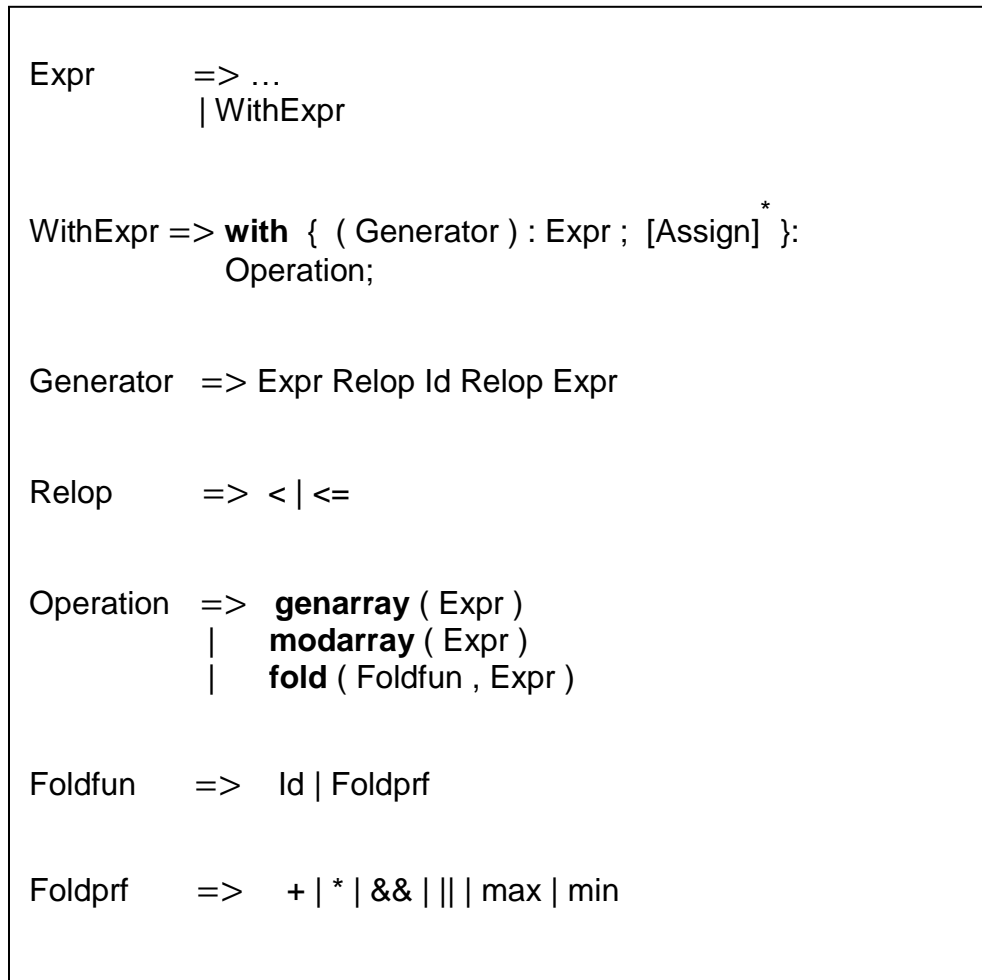 Expr => …
| WithExpr
WithExpr => with { ( Generator ) : Expr ; [Assign]* }:
Operation;
Generator => Expr Relop Id Relop Expr
Relop => < | <=
Operation => genarray ( Expr )
| modarray ( Expr )
| fold ( Foldfun , Expr )
Foldfun => Id | Foldprf
Foldprf => + | * | && | || | max | min